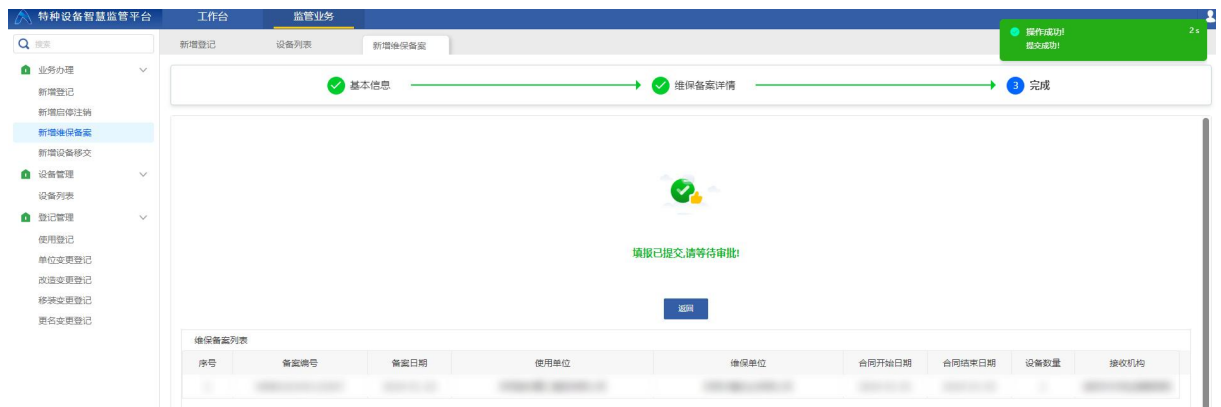 特种设备智慧监管平台
工作台
监管业务
操作成功!
提交成功!
2s
搜索
新增登记
设备列表
新增维保备案
业务办理
新增登记
新增启停注销
新增维保备案
新增设备移交
设备管理
设备列表
登记管理
使用登记
单位变更登记
改造变更登记
移装变更登记
更名变更登记
基本信息
维保备案详情
3 完成
填报已提交,请等待审批!
返回
维保备案列表
序号 备案编号 备案日期 使用单位 维保单位 合同开始日期 合同结束日期 设备数量 接收机构